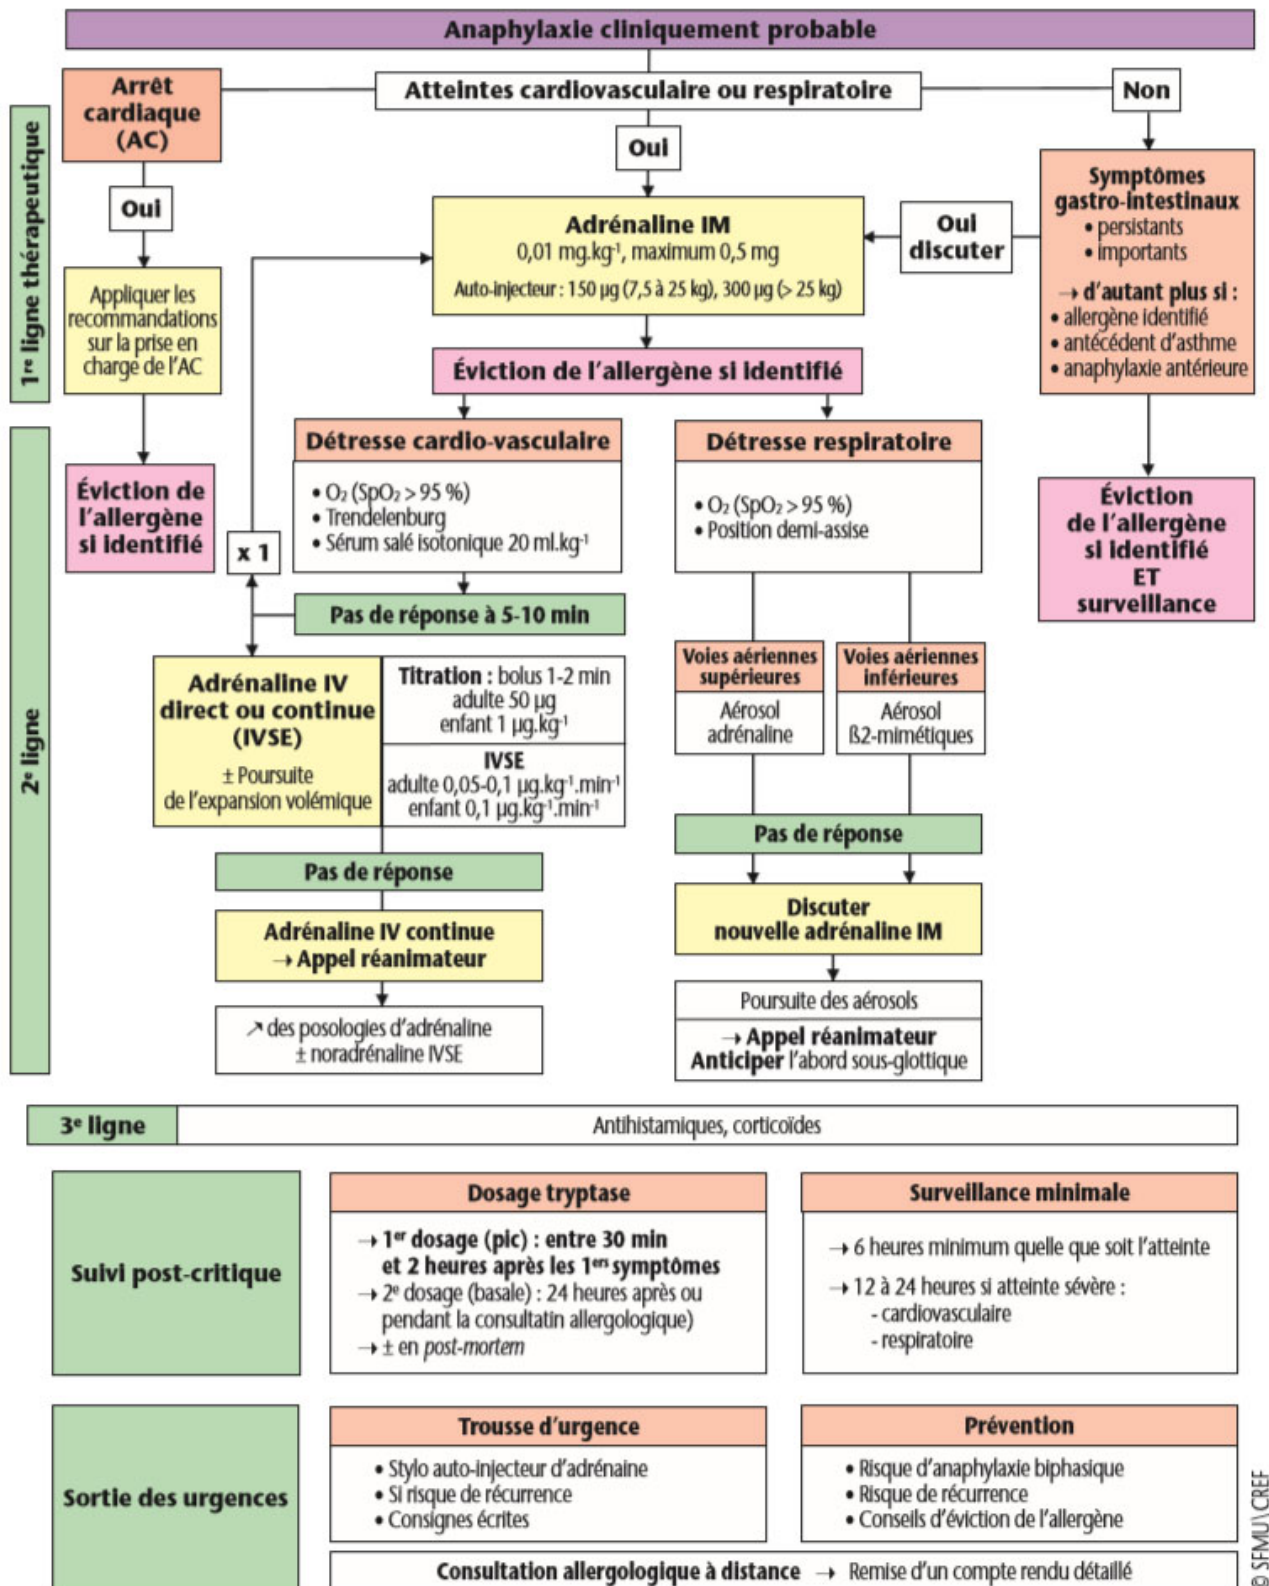 Anaphylaxie cliniquement probable
Arrêt
cardiaque
(AC)
Atteintes cardiovasculaire ou respiratoire
Non
1re ligne thérapeutique
Oui
Oui
Appliquer les
recommandations
sur la prise en
charge de l'AC
Adrénaline IM
0,01 mg.kg⁻¹, maximum 0,5 mg
Auto-injecteur : 150 µg (7,5 à 25 kg), 300 µg (> 25 kg)
Oui
discuter
Symptômes
gastro-intestinaux
• persistants
• importants
→ d'autant plus si :
• allergène identifié
• antécédent d'asthme
• anaphylaxie antérieure
Éviction de l'allergène si identifié
2e ligne
Éviction de
l'allergène
si identifié
x 1
Détresse cardio-vasculaire
• O₂ (SpO₂ > 95 %)
• Trendelenburg
• Sérum salé isotonique 20 ml.kg⁻¹
Détresse respiratoire
• O₂ (SpO₂ > 95 %)
• Position demi-assise
Éviction
de l'allergène
si identifié
ET
surveillance
Pas de réponse à 5-10 min
Adrénaline IV
direct ou continue
(IVSE)
± Poursuite
de l'expansion volémique
Titration : bolus 1-2 min
adulte 50 µg
enfant 1 µg.kg⁻¹
IVSE
adulte 0,05-0,1 µg.kg⁻¹.min⁻¹
enfant 0,1 µg.kg⁻¹.min⁻¹
Voies aériennes
supérieures
Aérosol
adrénaline
Voies aériennes
inférieures
Aérosol
ß2-mimétiques
Pas de réponse
Adrénaline IV continue
→ Appel réanimateur
↗ des posologies d'adrénaline
± noradrénaline IVSE
Pas de réponse
Discuter
nouvelle adrénaline IM
Poursuite des aérosols
→ Appel réanimateur
Anticiper l'abord sous-glottique
3e ligne
Antihistamiques, corticoïdes
Suivi post-critique
Dosage tryptase
→ 1er dosage (pic) : entre 30 min
et 2 heures après les 1ers symptômes
→ 2e dosage (basale) : 24 heures après ou
pendant la consultatin allergologique)
→ ± en post-mortem
Surveillance minimale
→ 6 heures minimum quelle que soit l'atteinte
→ 12 à 24 heures si atteinte sévère :
- cardiovasculaire
- respiratoire
Sortie des urgences
Trousse d'urgence
• Stylo auto-injecteur d'adrénaine
• Si risque de récurrence
• Consignes écrites
Prévention
• Risque d'anaphylaxie biphasique
• Risque de récurrence
• Conseils d'éviction de l'allergène
Consultation allergologique à distance → Remise d'un compte rendu détaillé
© SFMU\CREF